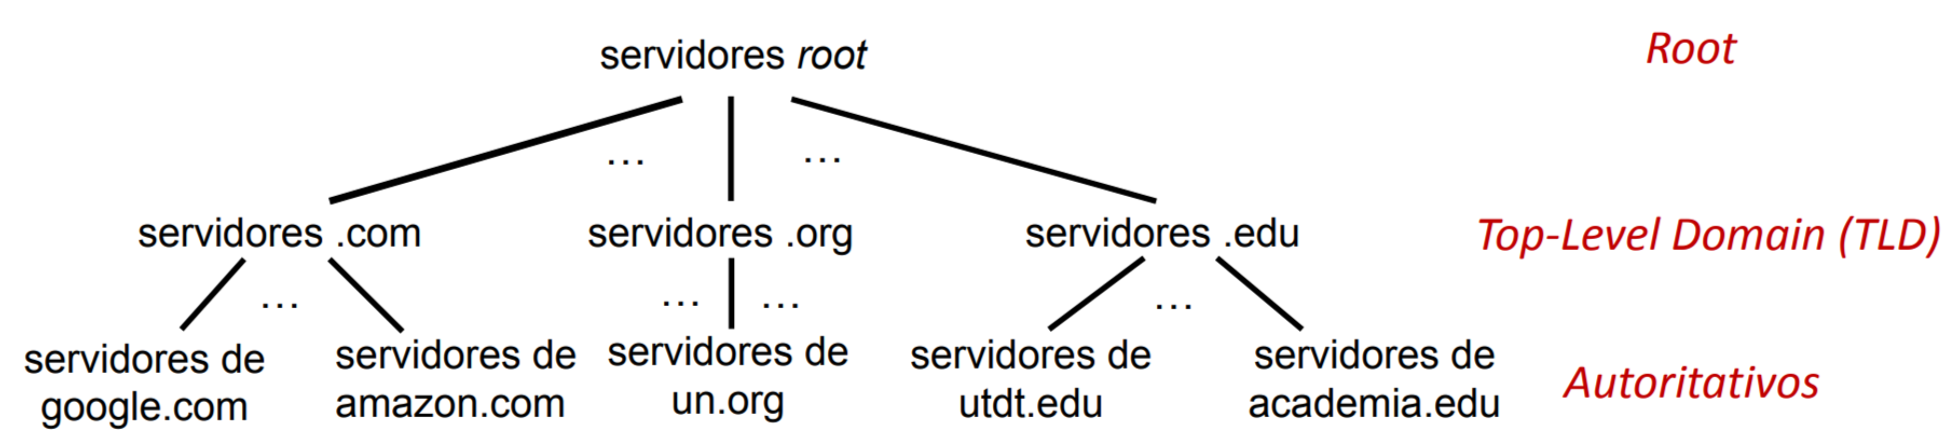 servidores root
Root
... ...
servidores .com
servidores .org
servidores .edu
Top-Level Domain (TLD)
... ... ... ...
servidores de
google.com
servidores de
amazon.com
servidores de
un.org
servidores de
utdt.edu
servidores de
academia.edu
Autoritativos